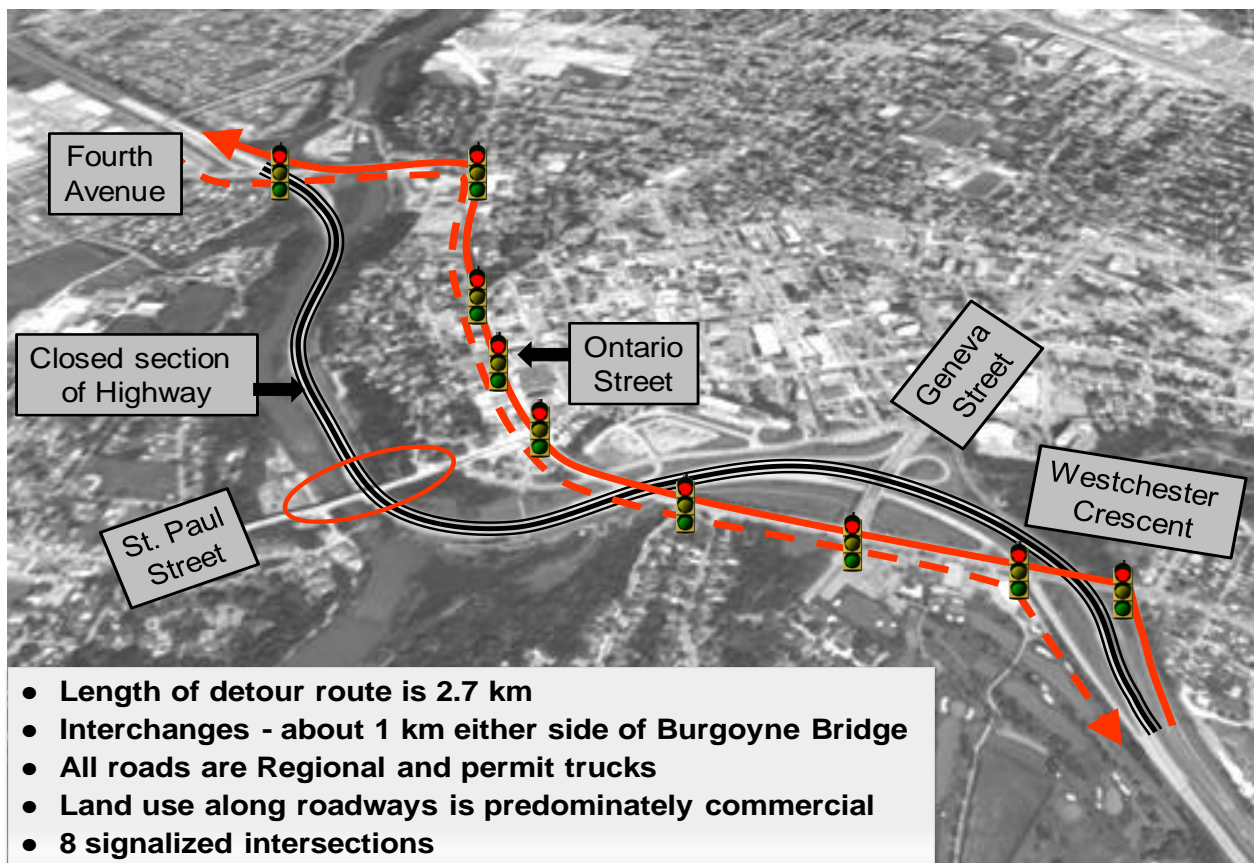 Fourth
Avenue
Closed section
of Highway
Ontario
Street
Geneva
Street
Westchester
Crescent
St. Paul
Street
● Length of detour route is 2.7 km
● Interchanges - about 1 km either side of Burgoyne Bridge
● All roads are Regional and permit trucks
● Land use along roadways is predominately commercial
● 8 signalized intersections